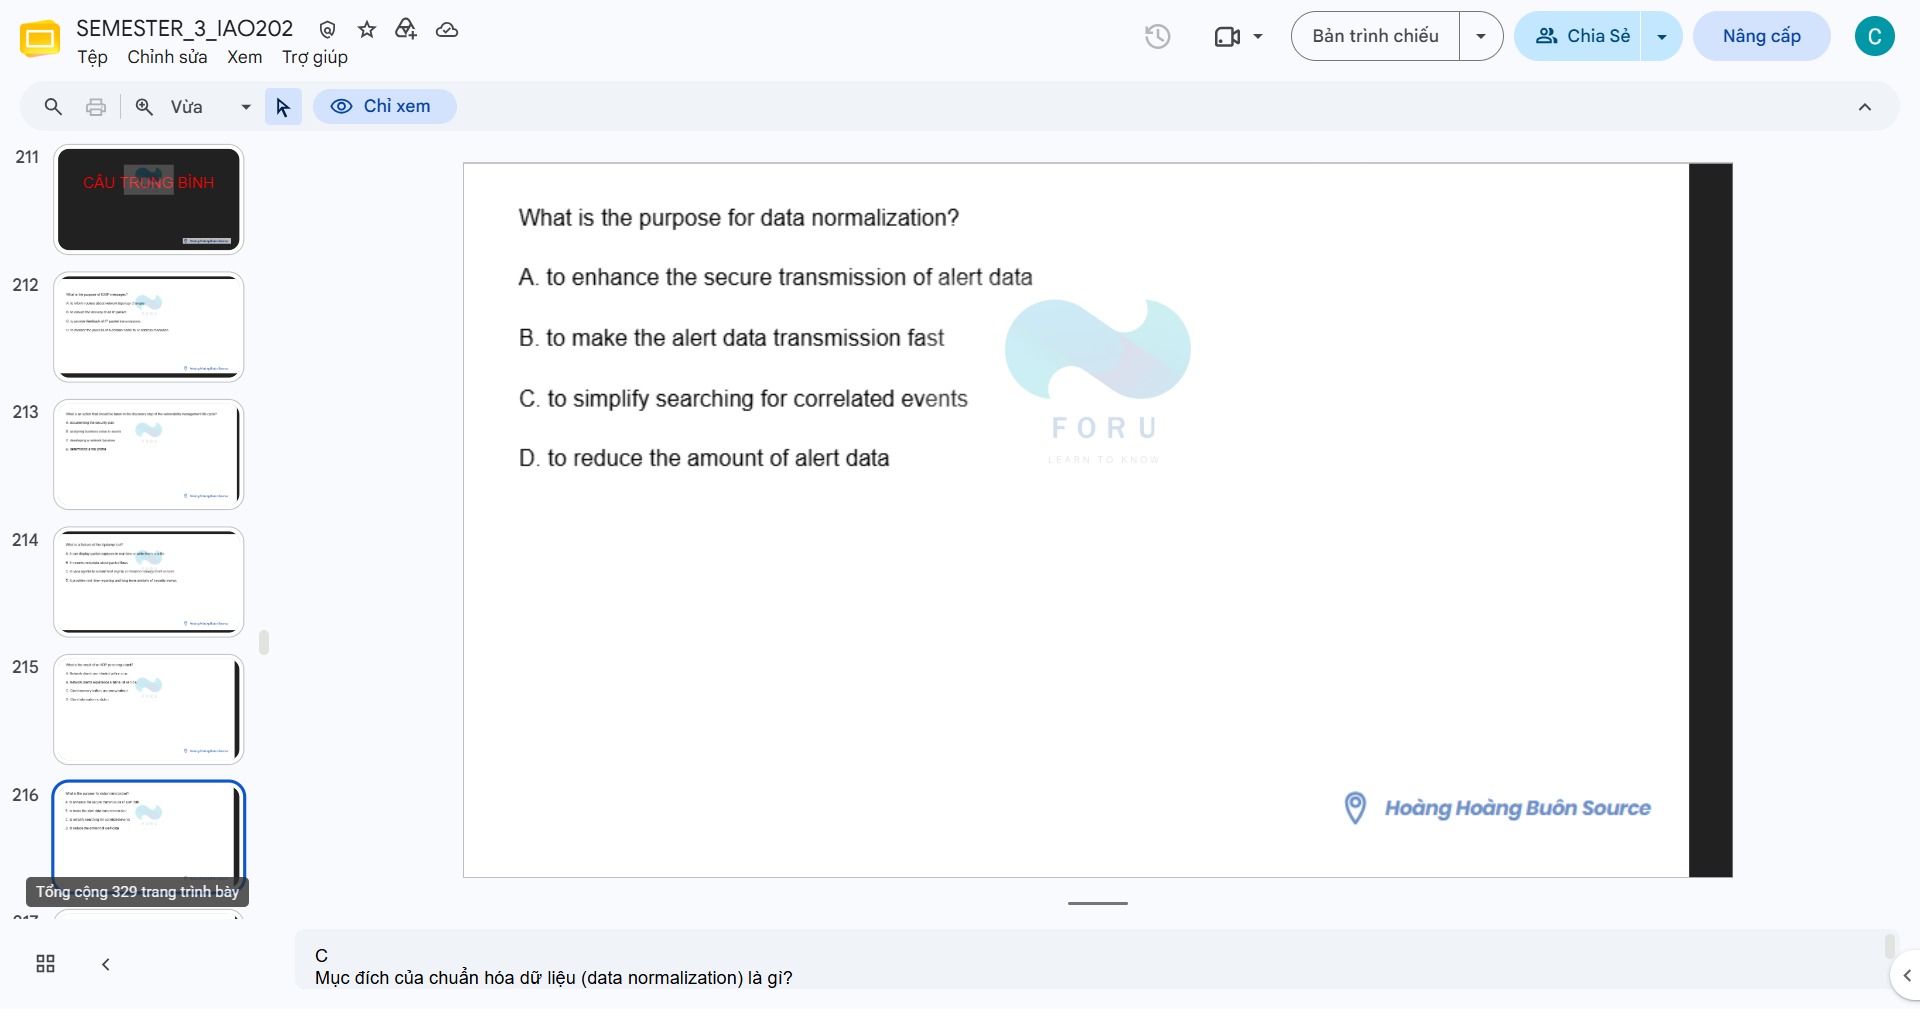 SEMESTER_3_IAO202
Tệp Chỉnh sửa Xem Trợ giúp
Bản trình chiếu
Chia Sẻ
Nâng cấp
C
Vừa
Chỉ xem
211
CÂU TRUNG BÌNH
212
213
214
215
216
Tổng cộng 329 trang trình bày
What is the purpose for data normalization?
A. to enhance the secure transmission of alert data
B. to make the alert data transmission fast
C. to simplify searching for correlated events
D. to reduce the amount of alert data
FORU
LEARN TO KNOW
Hoàng Hoàng Buôn Source
C
Mục đích của chuẩn hóa dữ liệu (data normalization) là gì?